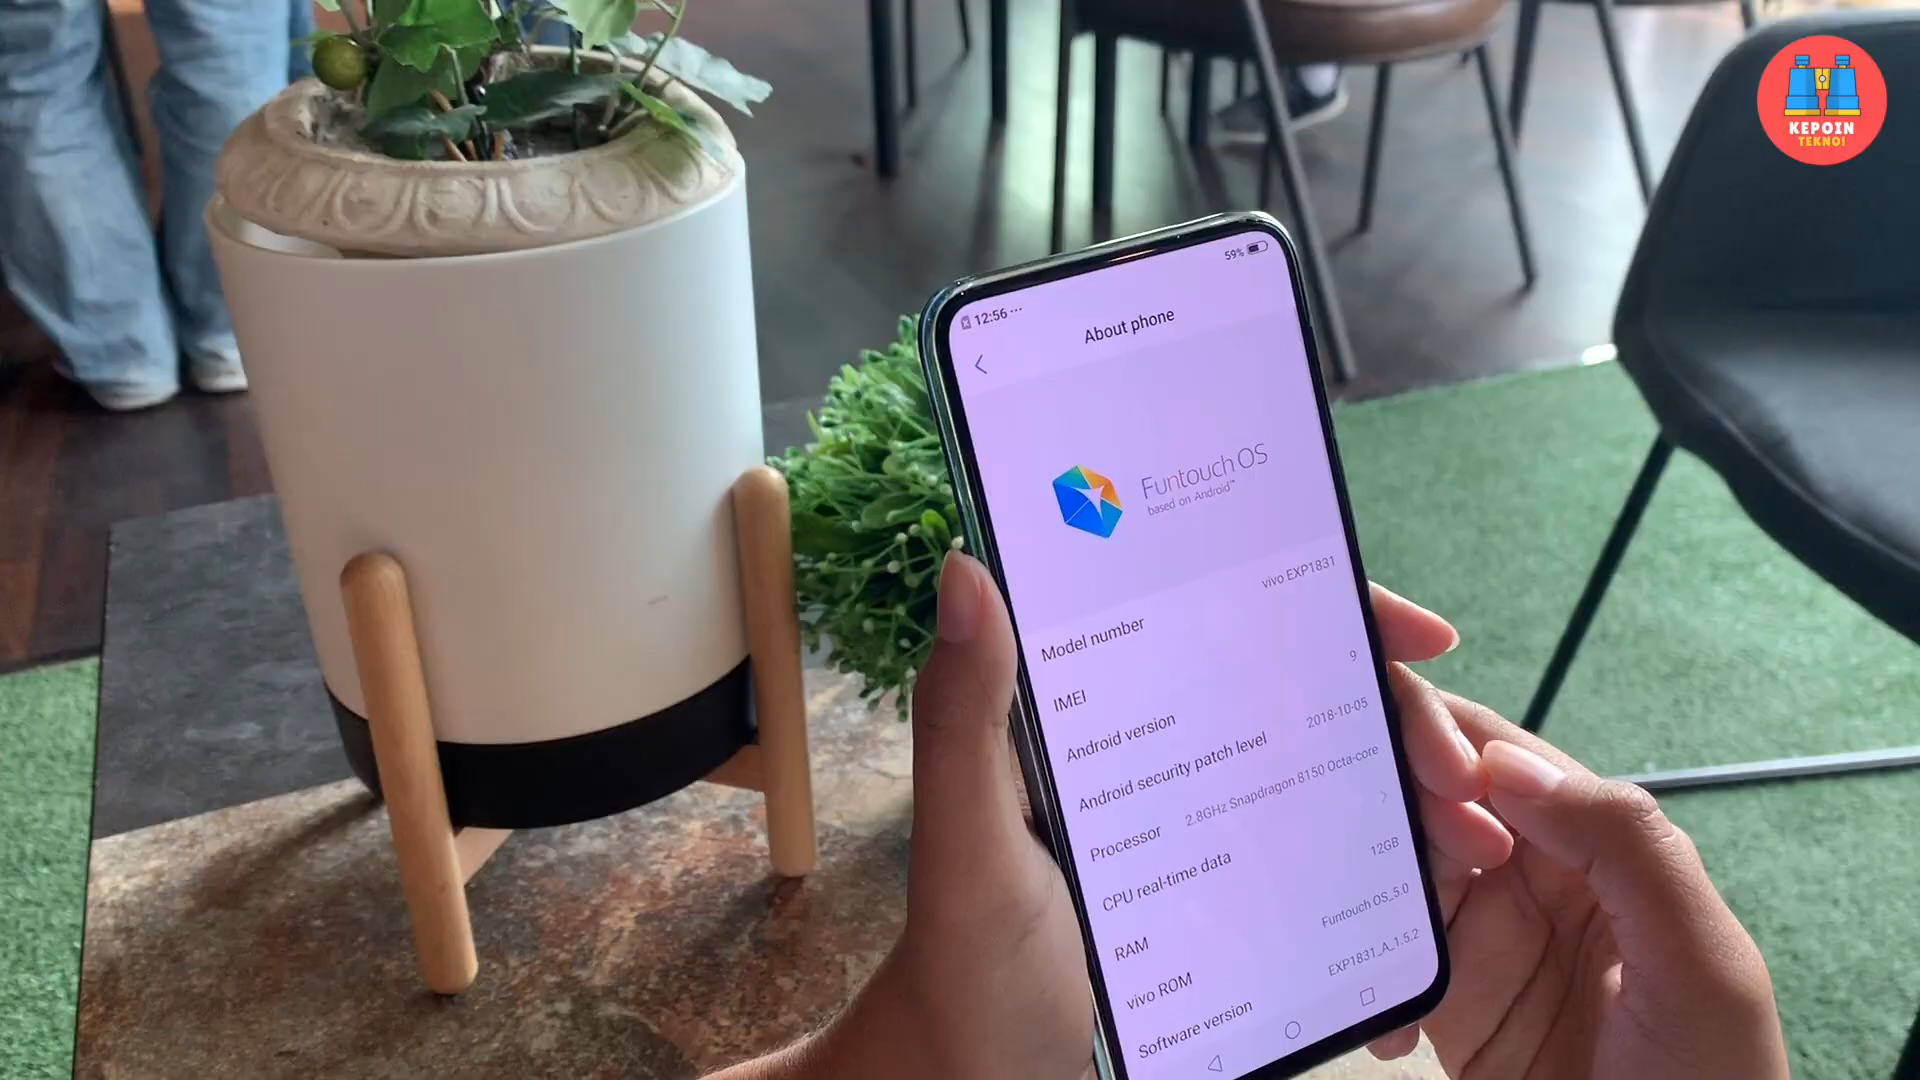 KEPOIN
TEKNO!
59%
12:56 ...
About phone
Funtouch OS
based on Android™
Model number vivo EXP1831
IMEI
Android version 9
Android security patch level 2018-10-05
Processor 2.8GHz Snapdragon 8150 Octa-core
CPU real-time data
RAM 12GB
vivo ROM Funtouch OS_5.0
Software version EXP1831_A_1.5.2